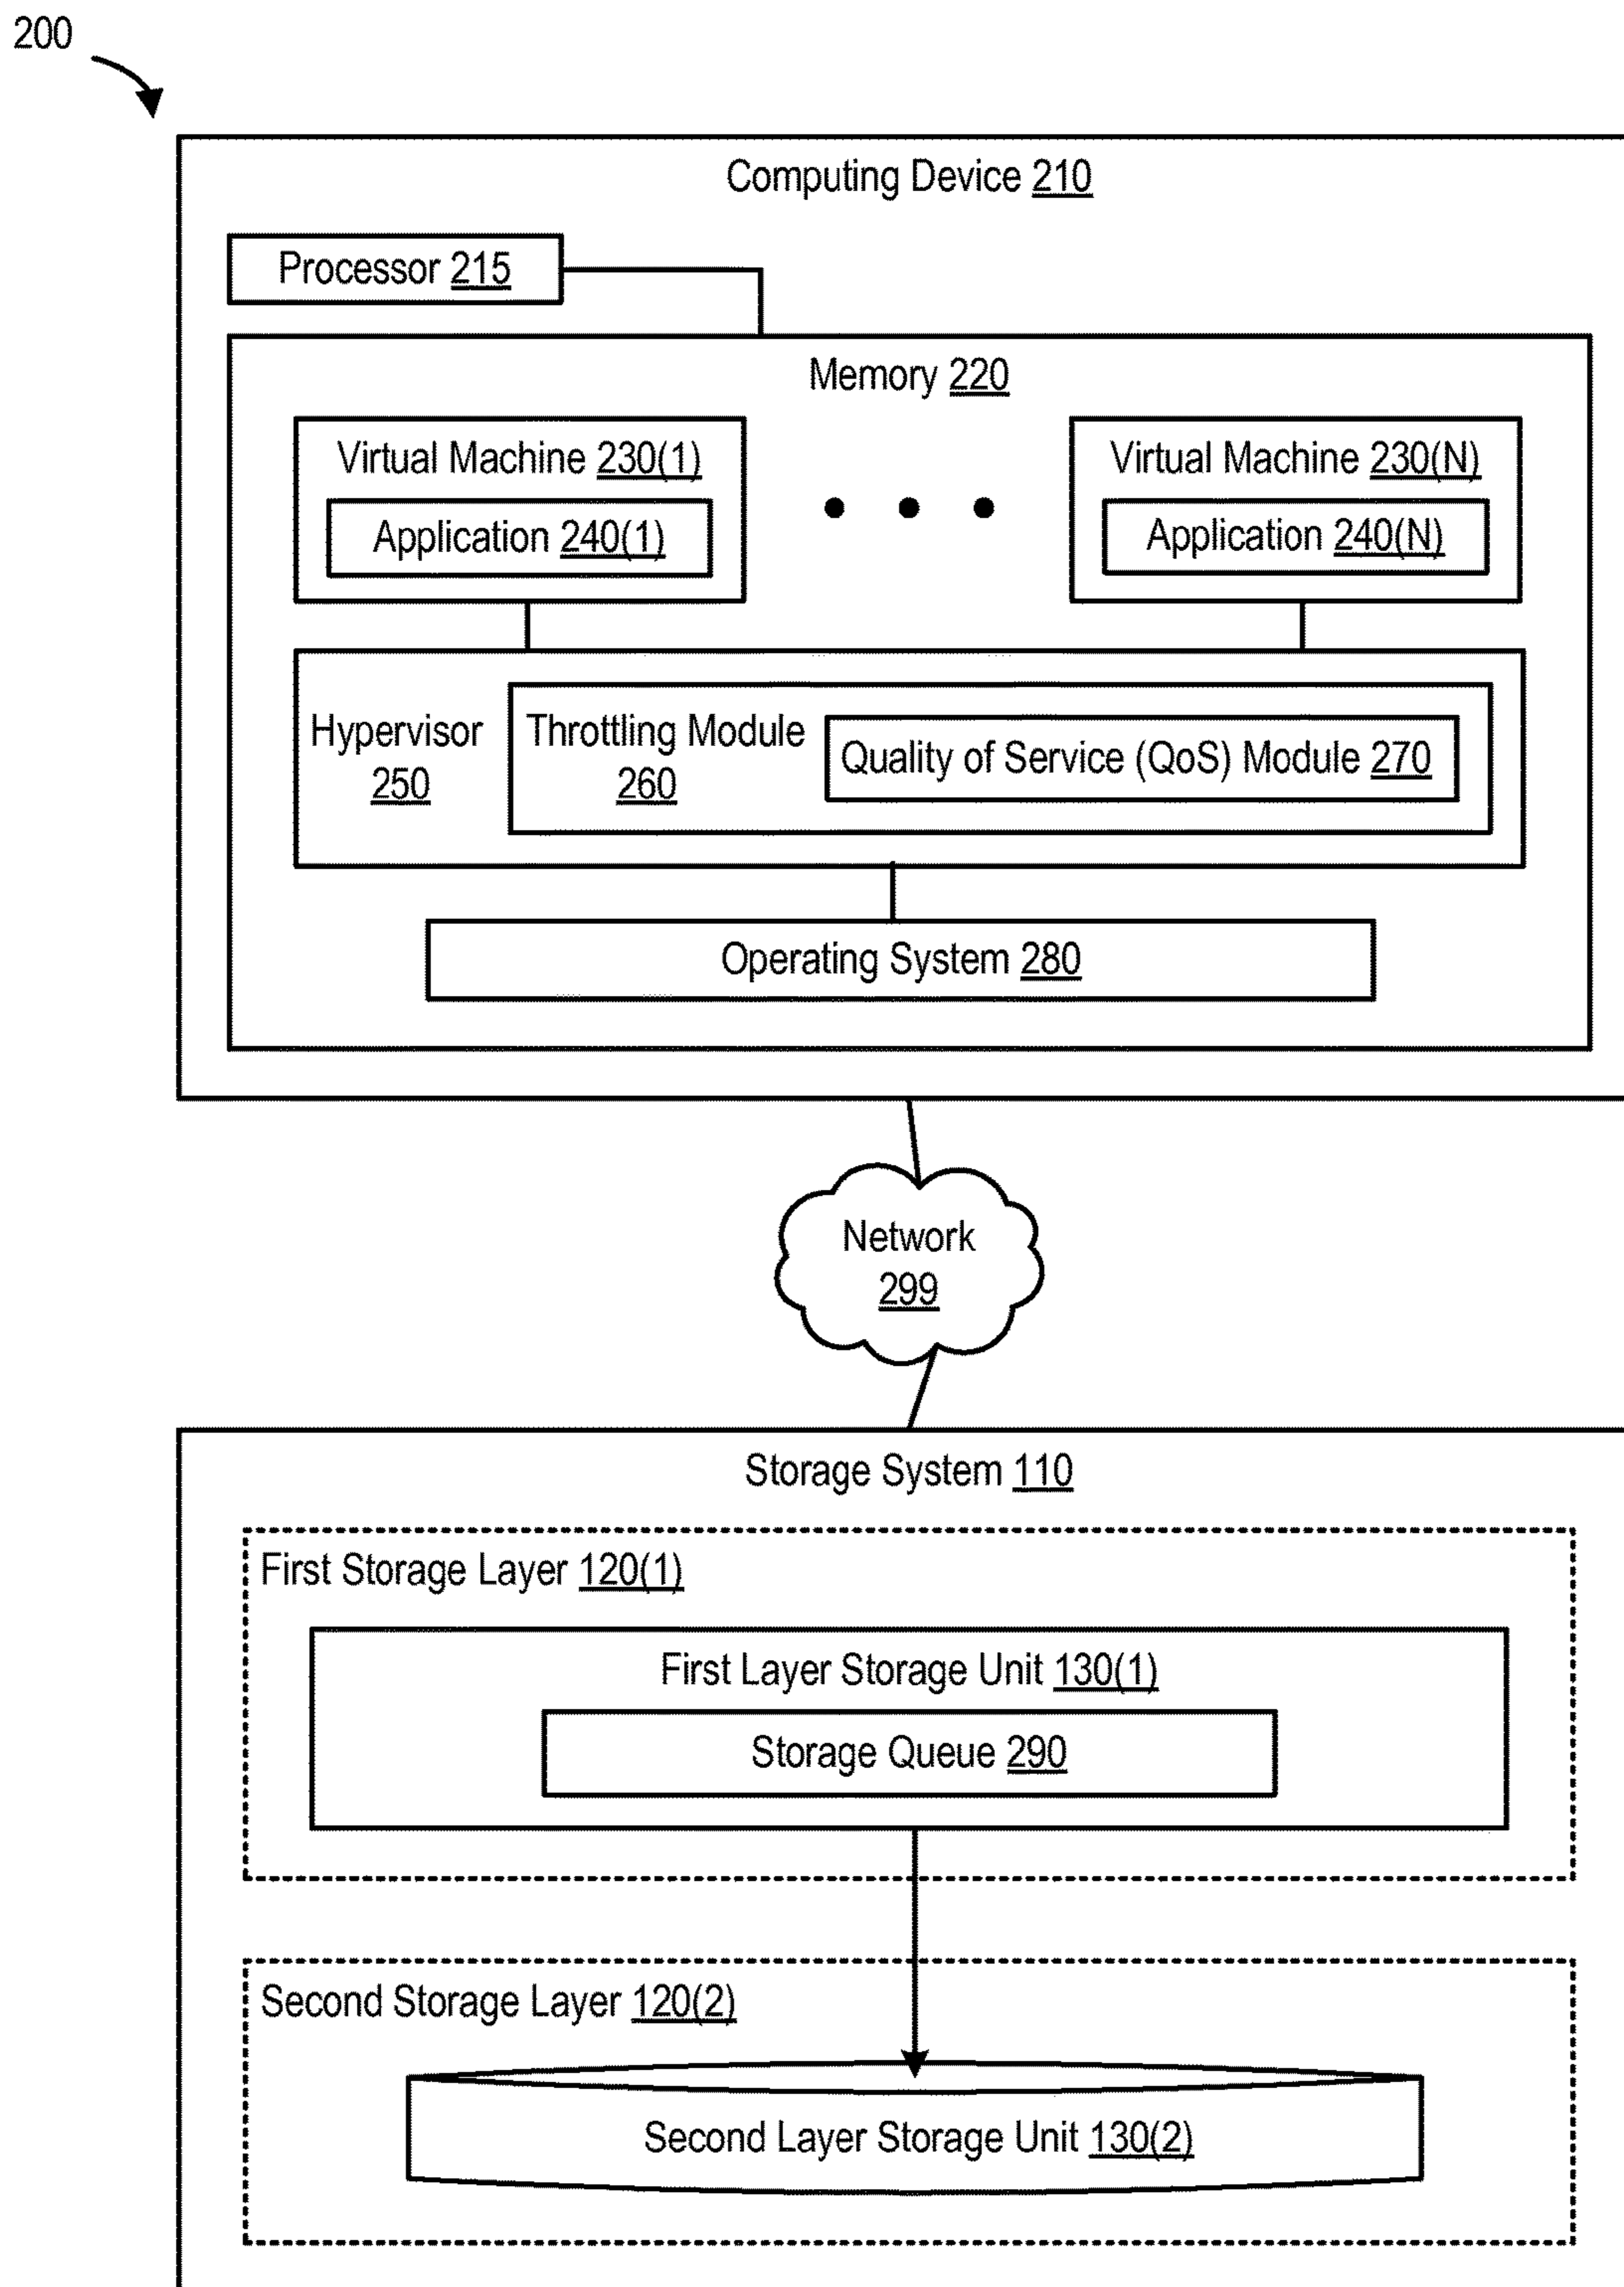 200
Computing Device 210
Processor 215
Memory 220
Virtual Machine 230(1)
Application 240(1)
Virtual Machine 230(N)
Application 240(N)
Hypervisor
250
Throttling Module
260
Quality of Service (QoS) Module 270
Operating System 280
Network
299
Storage System 110
First Storage Layer 120(1)
First Layer Storage Unit 130(1)
Storage Queue 290
Second Storage Layer 120(2)
Second Layer Storage Unit 130(2)